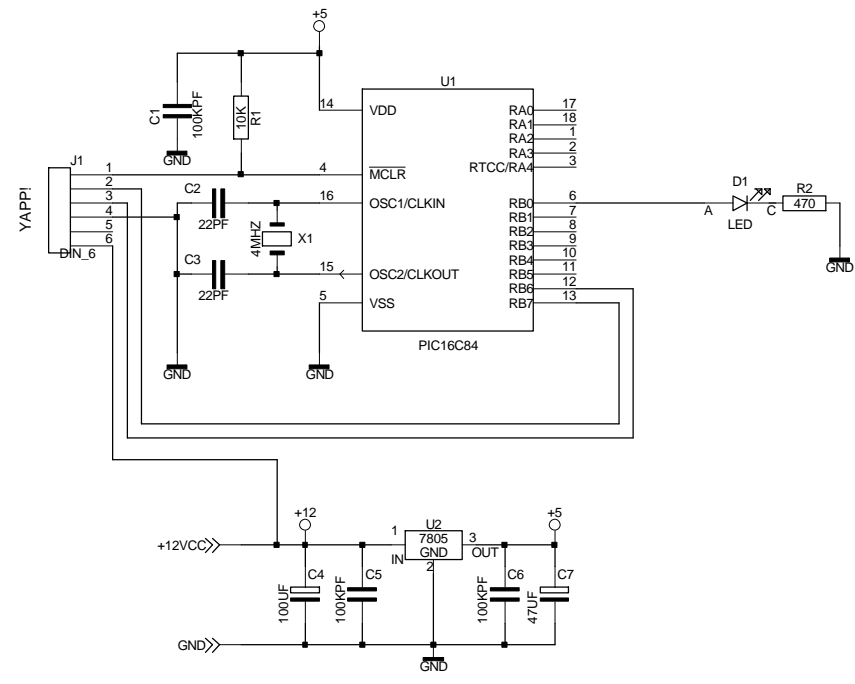 +5
U1
C1
100KPF
10K
R1
14
VDD
RA0
17
RA1
18
RA2
1
RA3
2
RTCC/RA4
3
GND
J1
YAPP!
1
2
3
4
5
6
DIN_6
4
MCLR
C2
22PF
16
OSC1/CLKIN
4MHZ
X1
C3
22PF
15
OSC2/CLKOUT
5
VSS
RB0
6
RB1
7
RB2
8
RB3
9
RB4
10
RB5
11
RB6
12
RB7
13
D1
A
C
LED
R2
470
GND
PIC16C84
GND
GND
+12
+5
+12VCC
1
U2
7805
GND
3
IN
OUT
2
C4
100UF
C5
100KPF
C6
100KPF
C7
47UF
GND
GND